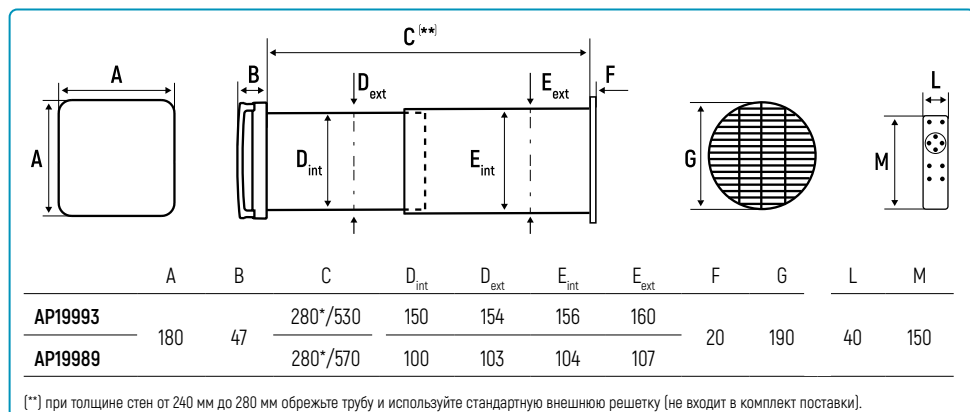 C (**)
A
B
D ext
E ext
F
L
A
D int
E int
G
M
A B C D int D ext E int E ext F G L M
AP19993 280*/530 150 154 156 160
180 47 20 190 40 150
AP19989 280*/570 100 103 104 107
(**) при толщине стен от 240 мм до 280 мм обрежьте трубу и используйте стандартную внешнюю решетку (не входит в комплект поставки).